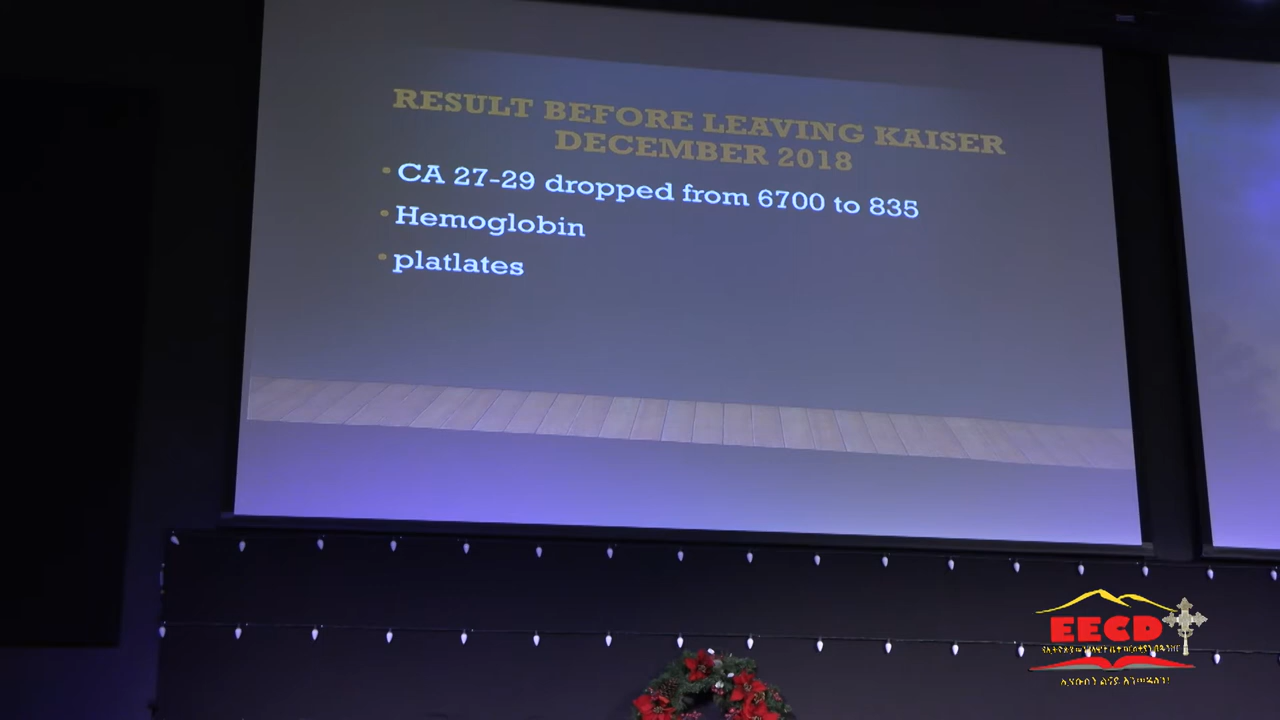 RESULT BEFORE LEAVING KAISER
DECEMBER 2018
• CA 27-29 dropped from 6700 to 835
• Hemoglobin
• platlates
EECD